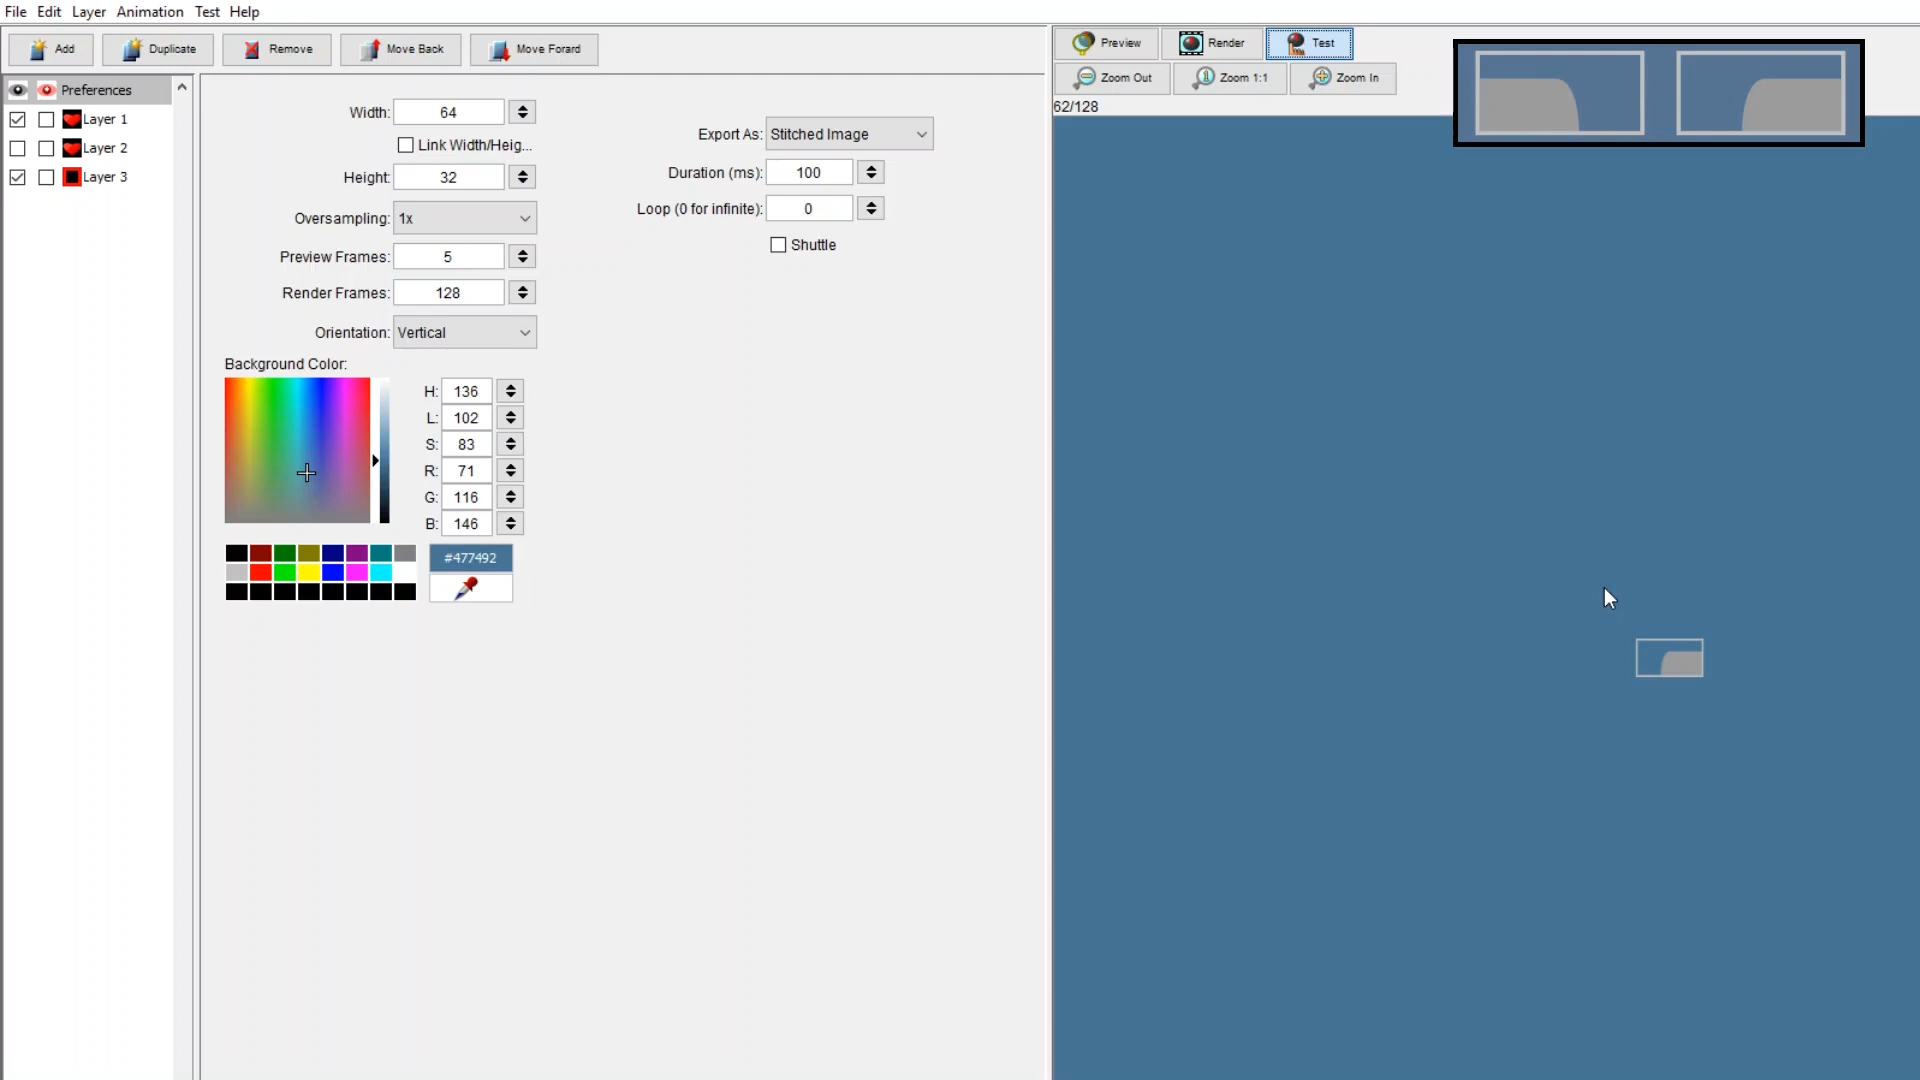 File Edit Layer Animation Test Help
Add Duplicate Remove Move Back Move Forard
Preview Render Test
Zoom Out Zoom 1:1 Zoom In
62/128
Preferences
Layer 1
Layer 2
Layer 3
Width: 64
Link Width/Heig...
Height: 32
Oversampling: 1x
Preview Frames: 5
Render Frames: 128
Orientation: Vertical
Background Color:
H: 136
L: 102
S: 83
R: 71
G: 116
B: 146
#477492
Export As: Stitched Image
Duration (ms): 100
Loop (0 for infinite): 0
Shuttle